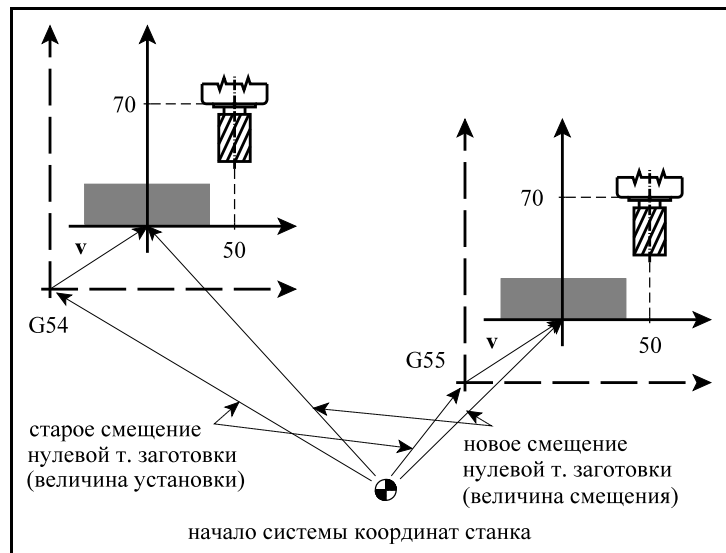 70
v
50
G54
70
v
50
G55
старое смещение
нулевой т. заготовки
(величина установки)
новое смещение
нулевой т. заготовки
(величина смещения)
начало системы координат станка